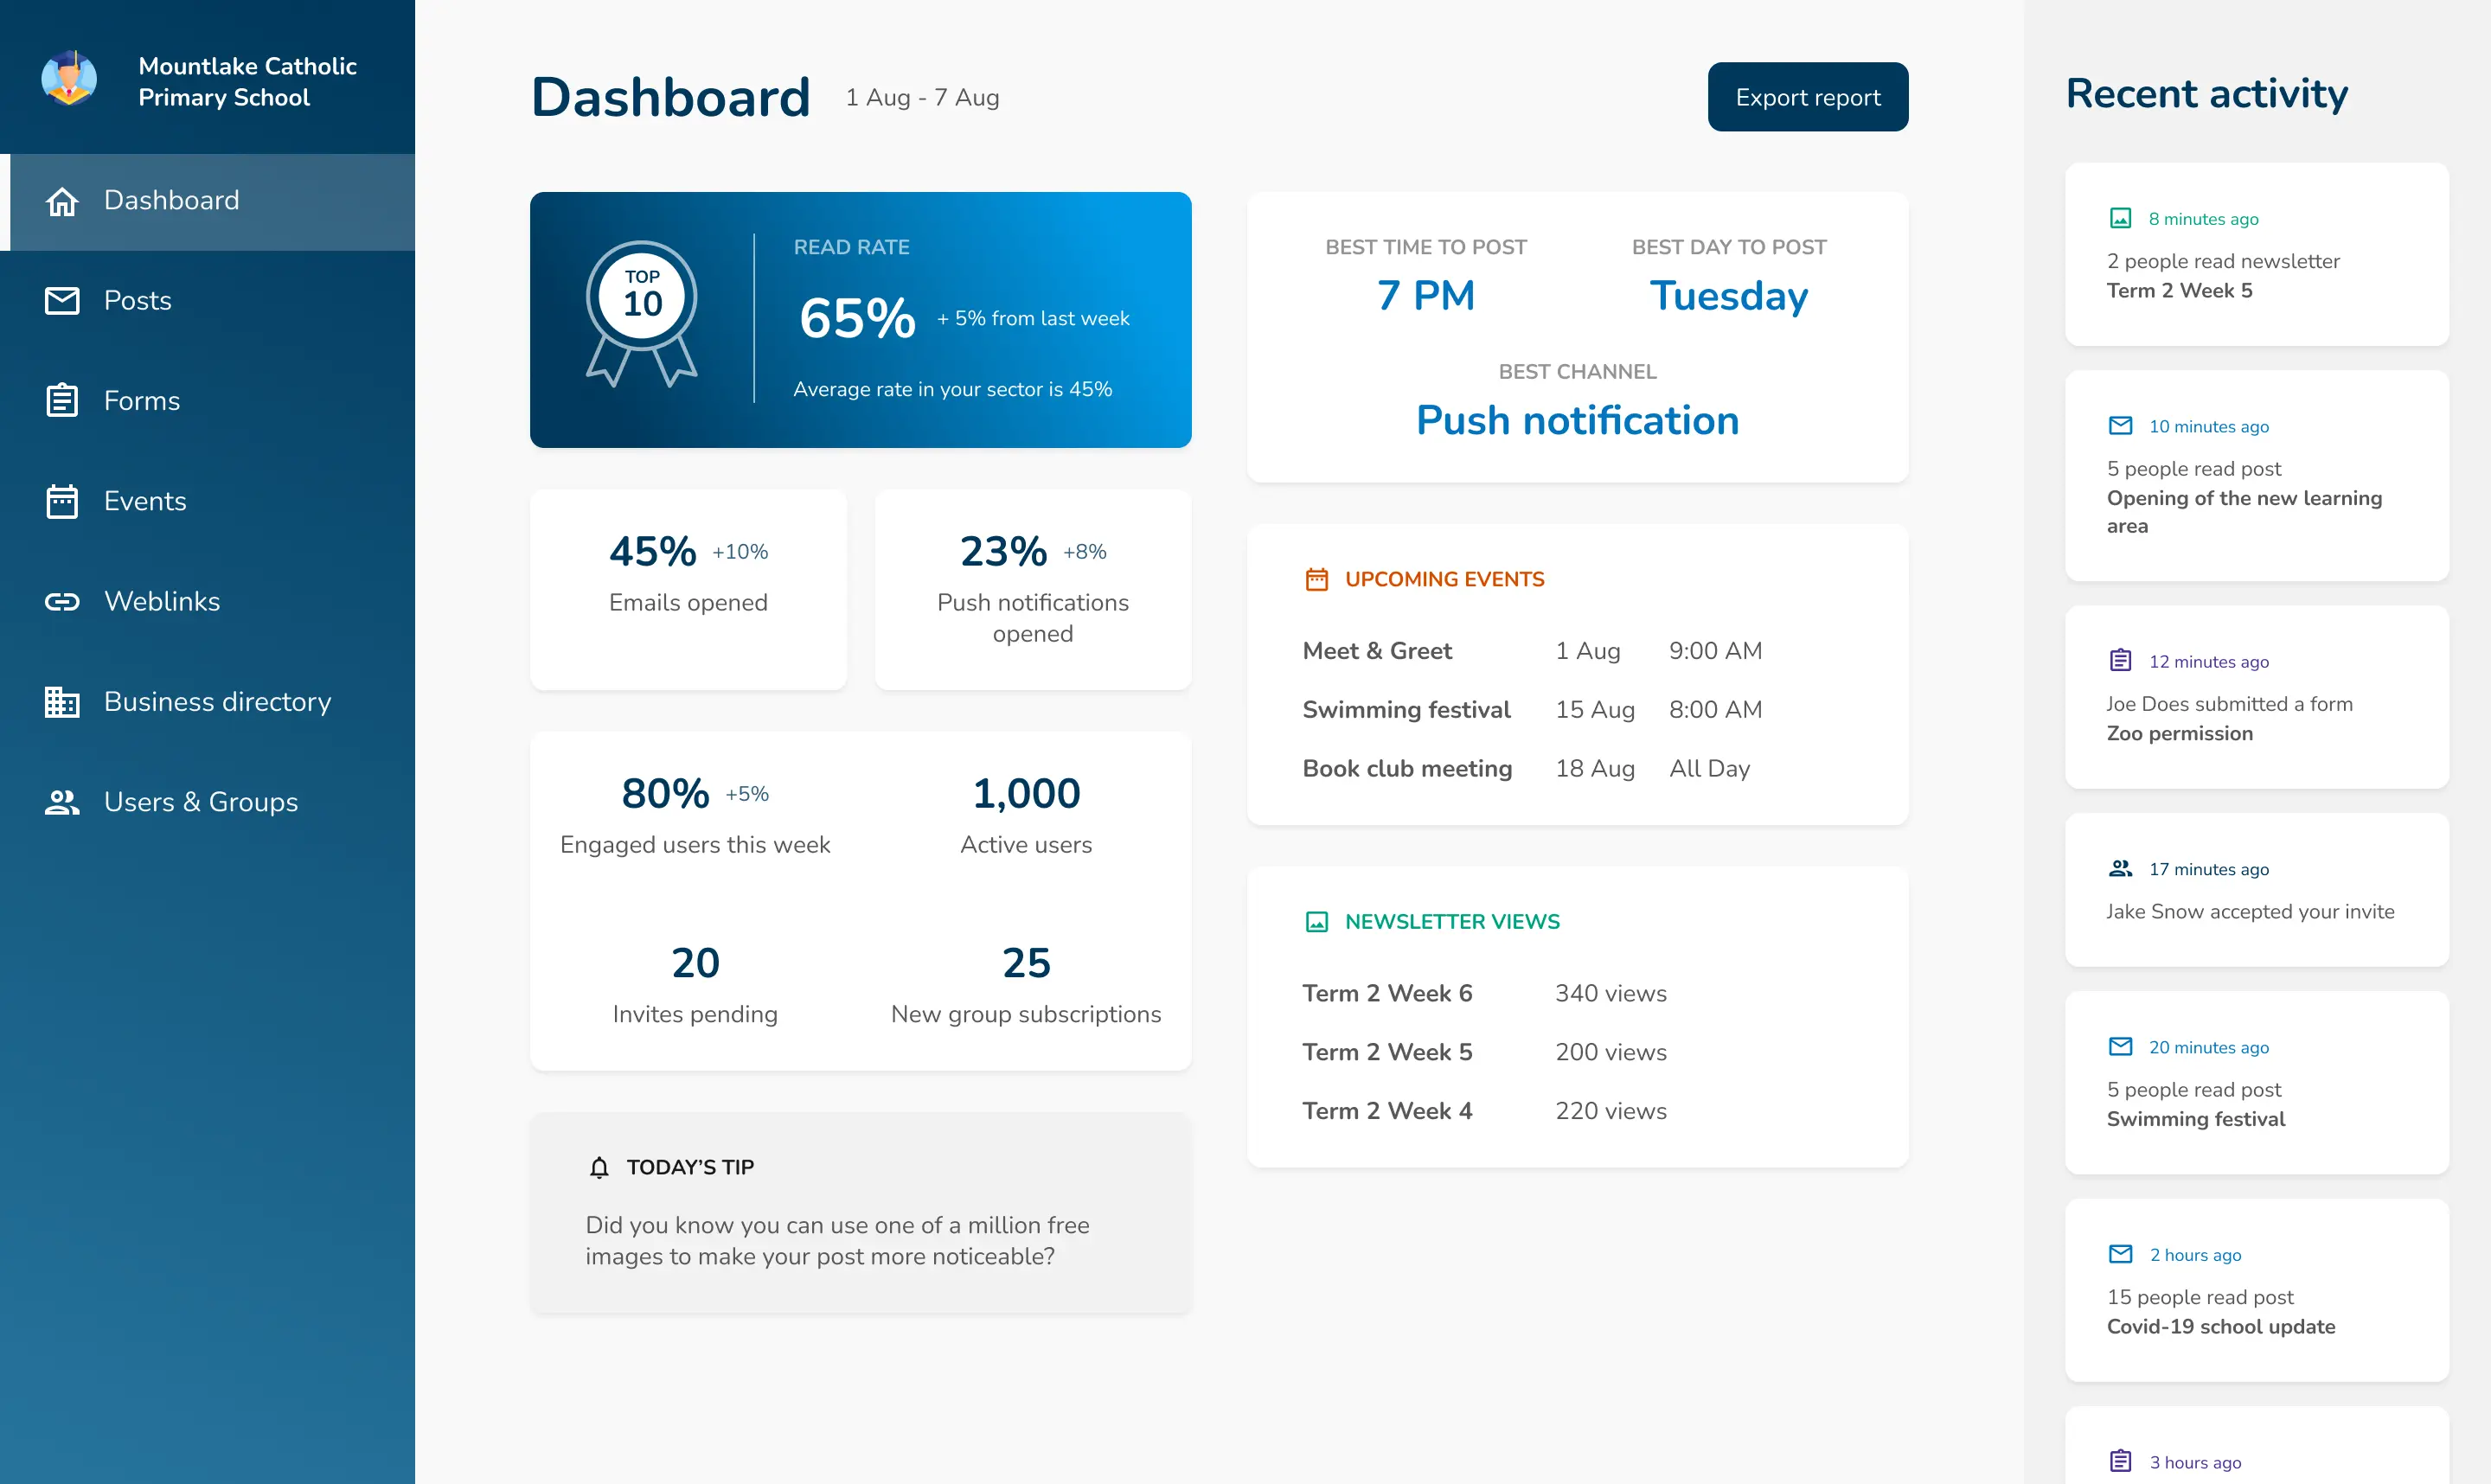 Mountlake Catholic
Primary School
Dashboard
Posts
Forms
Events
Weblinks
Business directory
Users & Groups
Dashboard
1 Aug - 7 Aug
Export report
TOP
10
READ RATE
65%
+ 5% from last week
Average rate in your sector is 45%
45% +10%
Emails opened
23% +8%
Push notifications
opened
80% +5%
Engaged users this week
1,000
Active users
20
Invites pending
25
New group subscriptions
TODAY’S TIP
Did you know you can use one of a million free
images to make your post more noticeable?
BEST TIME TO POST
7 PM
BEST DAY TO POST
Tuesday
BEST CHANNEL
Push notification
UPCOMING EVENTS
Meet & Greet 1 Aug 9:00 AM
Swimming festival 15 Aug 8:00 AM
Book club meeting 18 Aug All Day
NEWSLETTER VIEWS
Term 2 Week 6 340 views
Term 2 Week 5 200 views
Term 2 Week 4 220 views
Recent activity
8 minutes ago
2 people read newsletter
Term 2 Week 5
10 minutes ago
5 people read post
Opening of the new learning
area
12 minutes ago
Joe Does submitted a form
Zoo permission
17 minutes ago
Jake Snow accepted your invite
20 minutes ago
5 people read post
Swimming festival
2 hours ago
15 people read post
Covid-19 school update
3 hours ago